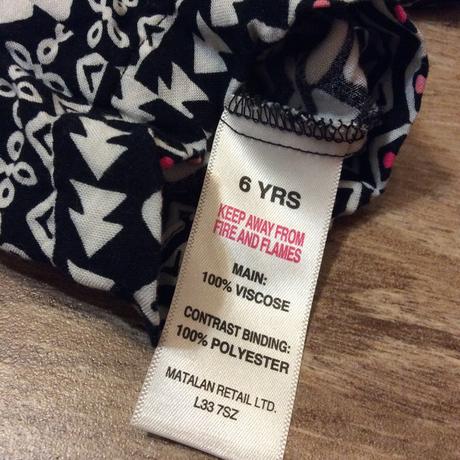 6 YRS
KEEP AWAY FROM
FIRE AND FLAMES
MAIN:
100% VISCOSE
CONTRAST BINDING:
100% POLYESTER
MATALAN RETAIL LTD.
L33 7SZ